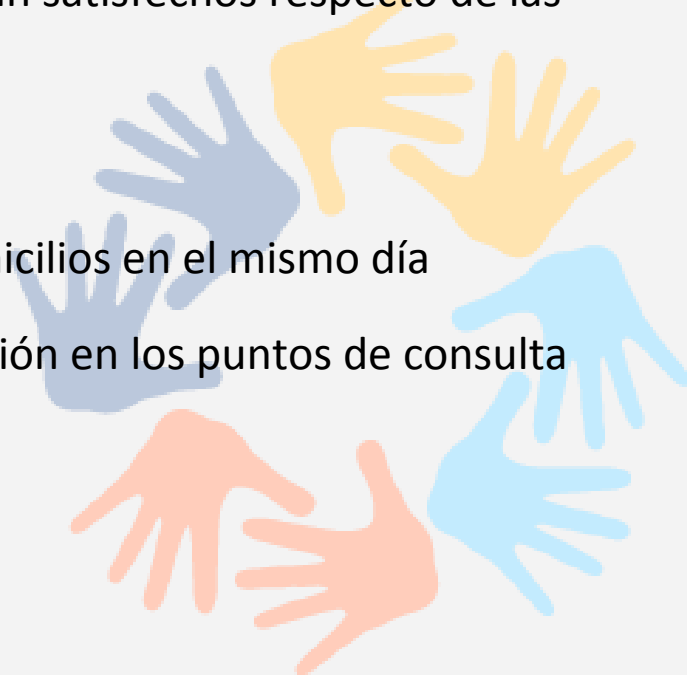 satisfechos respecto de las
icilios en el mismo día
ión en los puntos de consulta